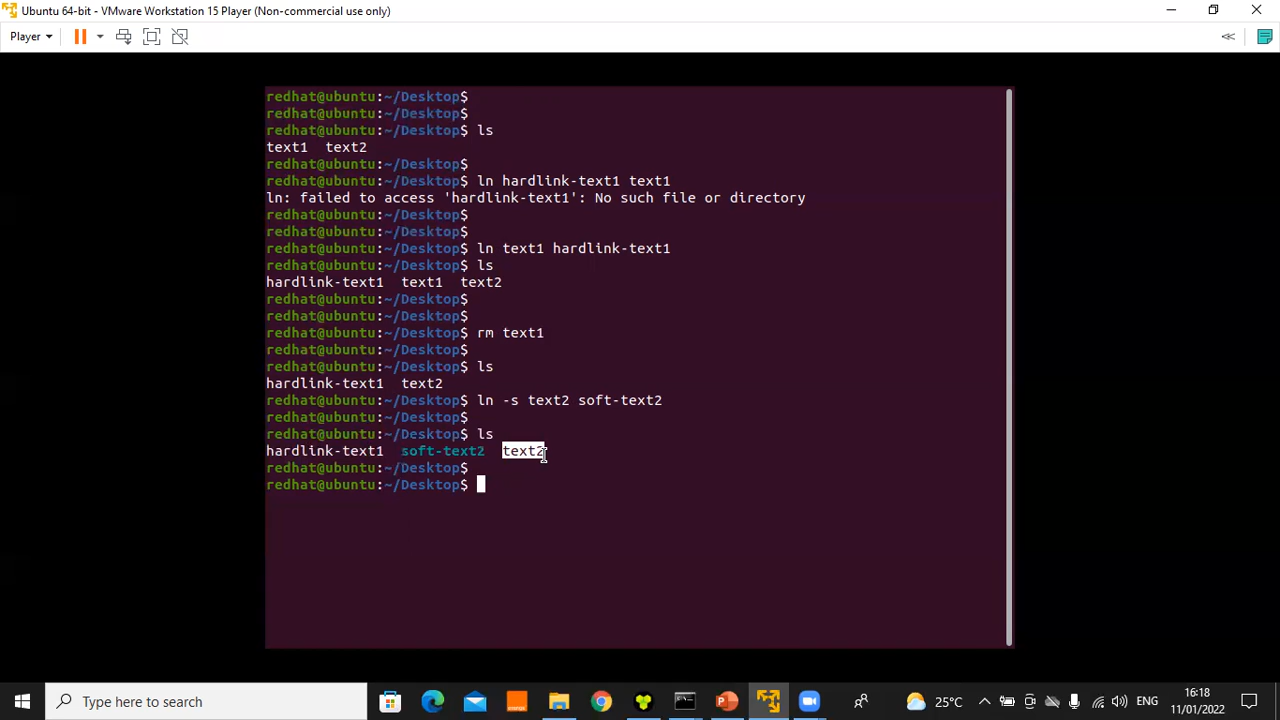 Ubuntu 64-bit - VMware Workstation 15 Player (Non-commercial use only)
Player
redhat@ubuntu:~/Desktop$
redhat@ubuntu:~/Desktop$
redhat@ubuntu:~/Desktop$ ls
text1  text2
redhat@ubuntu:~/Desktop$
redhat@ubuntu:~/Desktop$ ln hardlink-text1 text1
ln: failed to access 'hardlink-text1': No such file or directory
redhat@ubuntu:~/Desktop$
redhat@ubuntu:~/Desktop$
redhat@ubuntu:~/Desktop$ ln text1 hardlink-text1
redhat@ubuntu:~/Desktop$ ls
hardlink-text1  text1  text2
redhat@ubuntu:~/Desktop$
redhat@ubuntu:~/Desktop$
redhat@ubuntu:~/Desktop$ rm text1
redhat@ubuntu:~/Desktop$
redhat@ubuntu:~/Desktop$ ls
hardlink-text1  text2
redhat@ubuntu:~/Desktop$ ln -s text2 soft-text2
redhat@ubuntu:~/Desktop$
redhat@ubuntu:~/Desktop$ ls
hardlink-text1  soft-text2  text2
redhat@ubuntu:~/Desktop$
redhat@ubuntu:~/Desktop$
Type here to search
25°C
ENG
16:18
11/01/2022